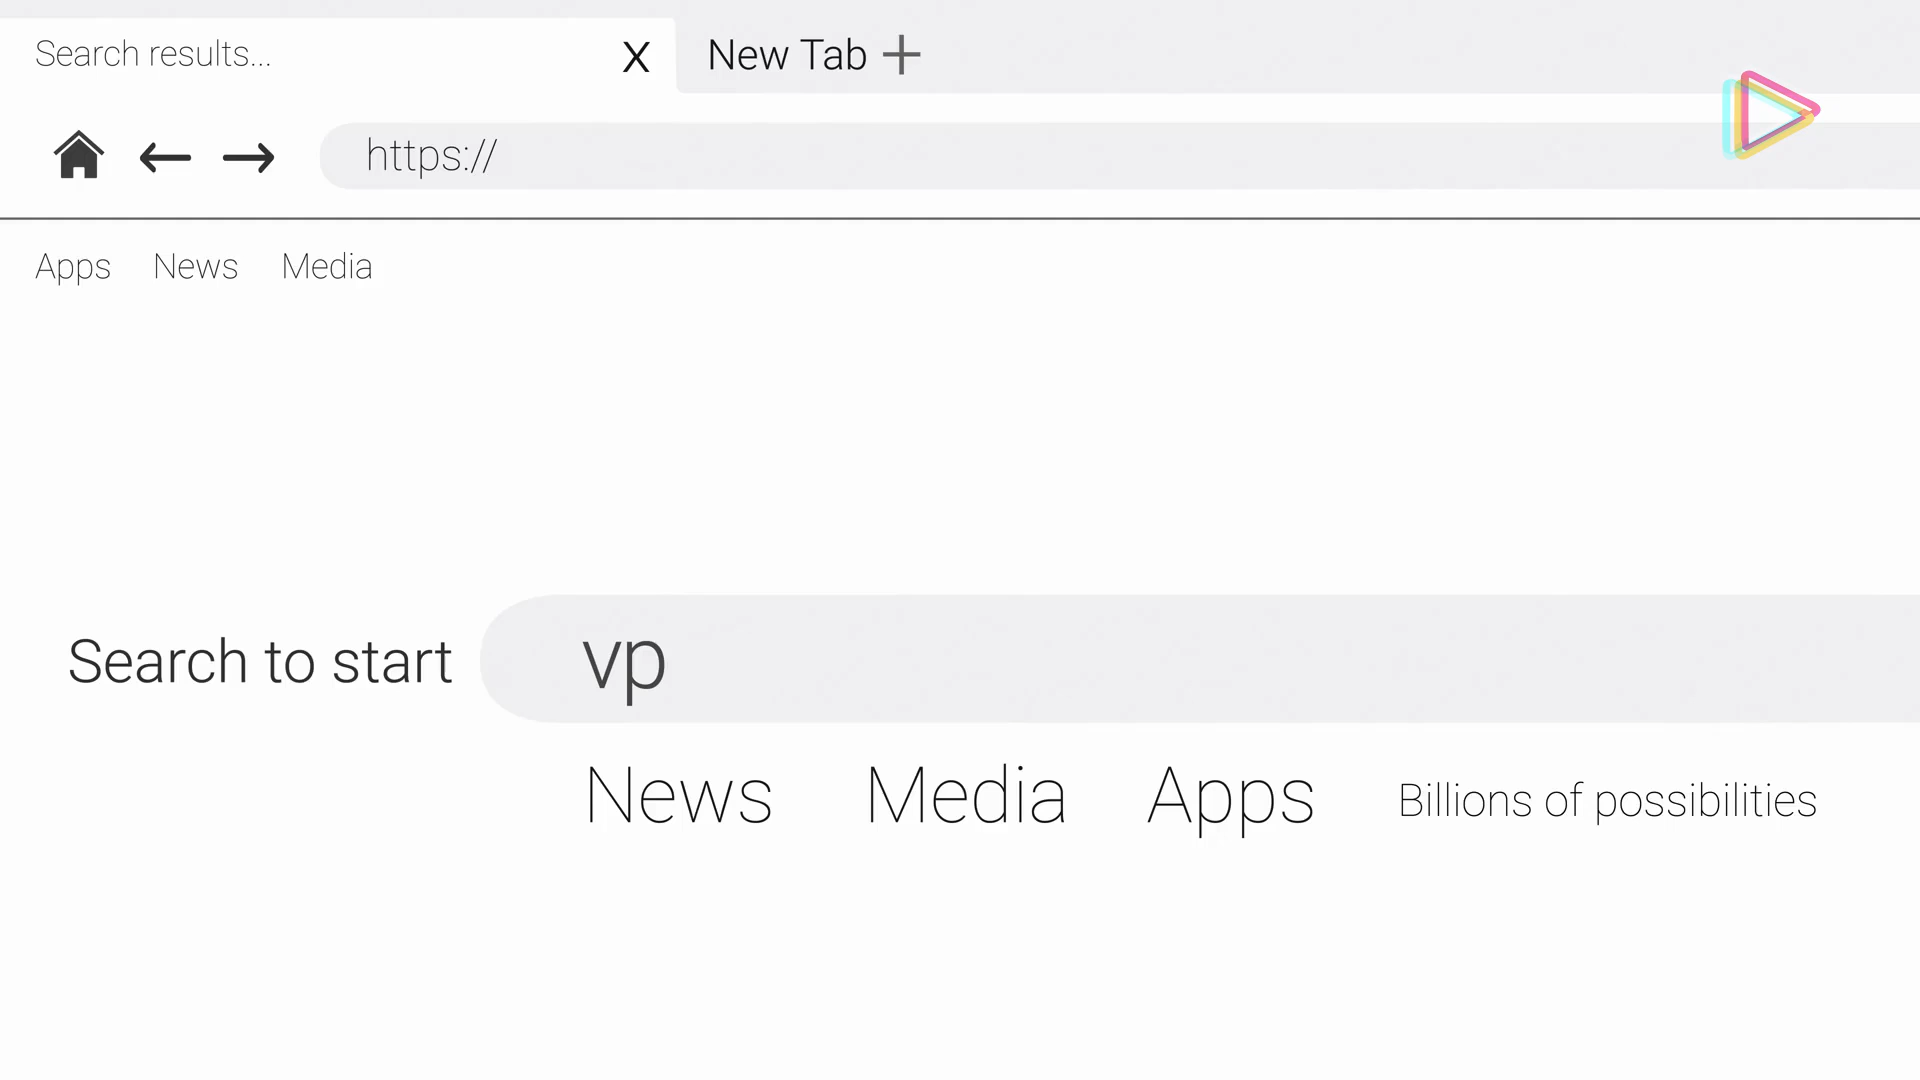 Search results... X New Tab +
https://
Apps News Media
Search to start vp
News Media Apps Billions of possibilities